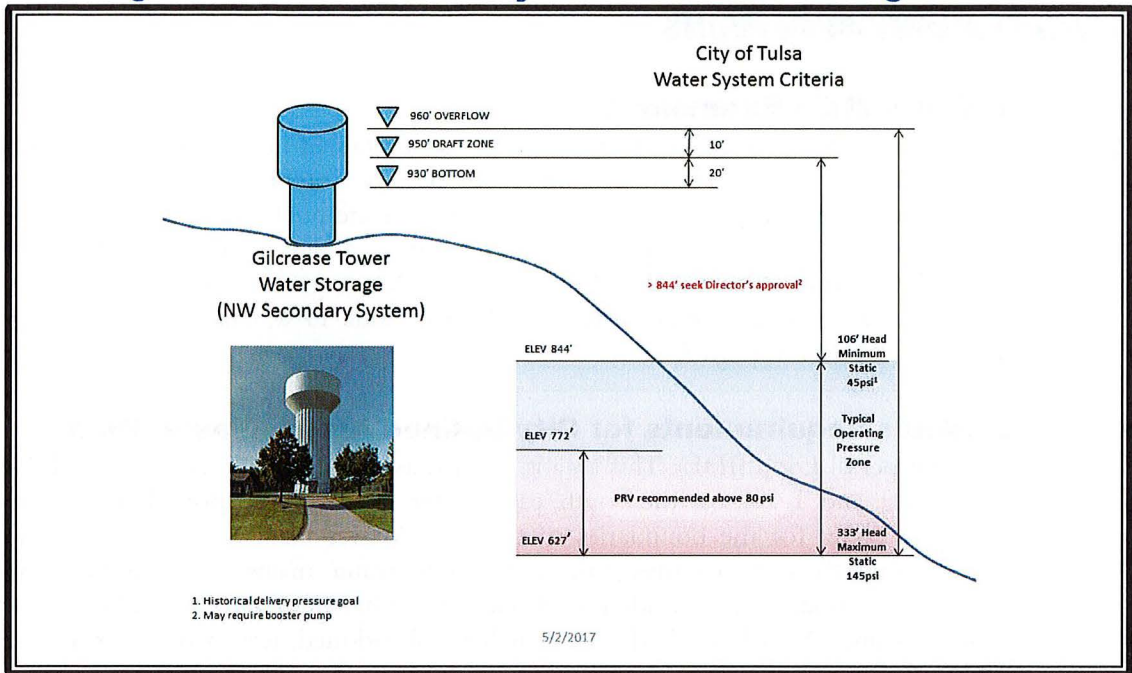 City of Tulsa
Water System Criteria
960' OVERFLOW
950' DRAFT ZONE
10'
930' BOTTOM
20'
Gilcrease Tower
Water Storage
(NW Secondary System)
> 844' seek Director's approval²
ELEV 844'
106' Head
Minimum
Static
45psi¹
Typical
Operating
Pressure
Zone
ELEV 772'
PRV recommended above 80 psi
ELEV 627'
333' Head
Maximum
Static
145psi
1. Historical delivery pressure goal
2. May require booster pump
5/2/2017